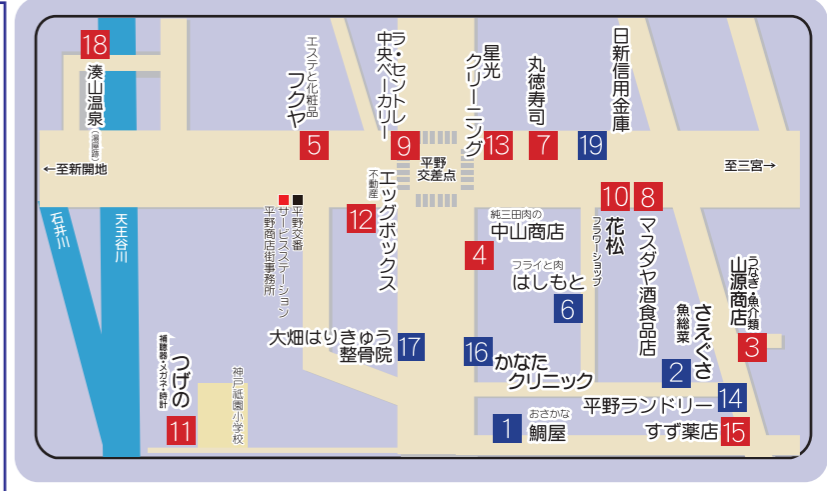 18
湊山温泉
(湯屋跡)
エステと化粧品
フクヤ
5
ラ・セントレ
中央ベーカリー
9
星光
クリーニング
13
丸徳寿司
7
日新信用金庫
19
←至新開地
平野
交差点
至三宮→
石井川
天王谷川
平野交番
サービスステーション
平野商店街事務所
不動産
エッグボックス
12
純三田肉の
中山商店
4
フライと肉
はしもと
6
10
フラワーショップ
花松
8
マスダヤ酒食品店
うなぎ・魚介類
山源商店
3
魚総菜
さえぐさ
2
大畑はりきゅう
整骨院
17
16
かなた
クリニック
補聴器・メガネ・時計
つげの
11
神戸祇園小学校
平野ランドリー
14
1
おさかな
鯛屋
すず薬店
15